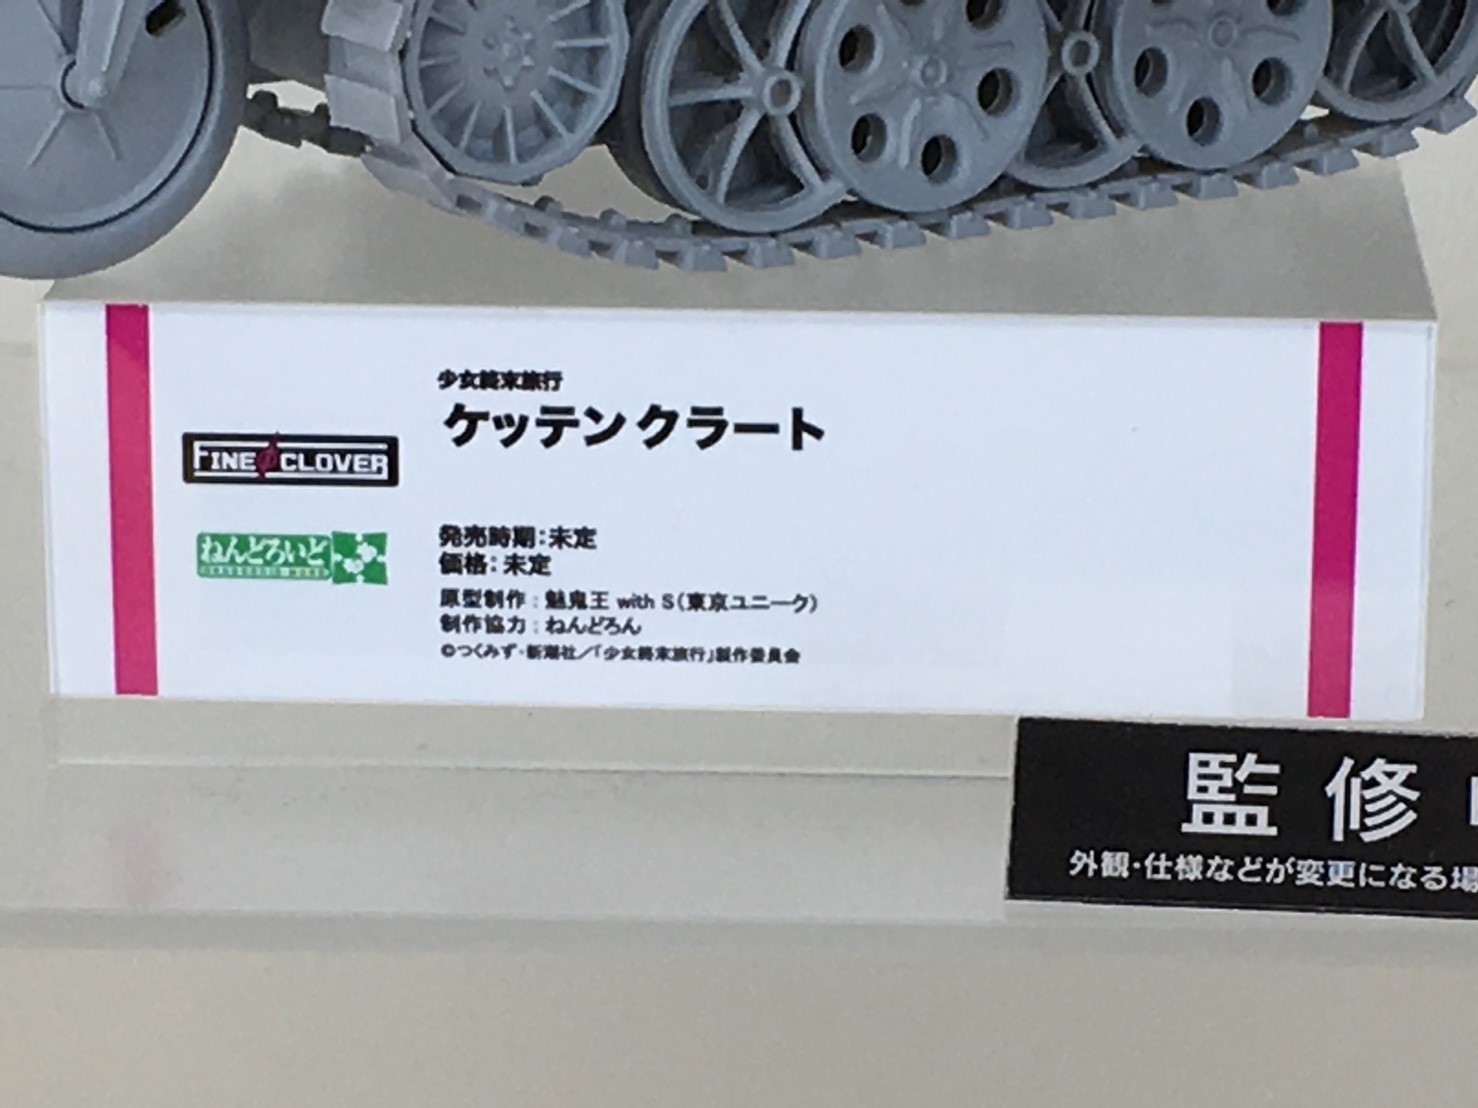 少女終末旅行
ケッテンクラート
FINE CLOVER
ねんどろいど
発売時期：未定
価格：未定
原型制作：魅鬼王 with S（東京ユニーク）
制作協力：ねんどろん
©つくみず・新潮社／「少女終末旅行」製作委員会
監修
外観・仕様などが変更になる場